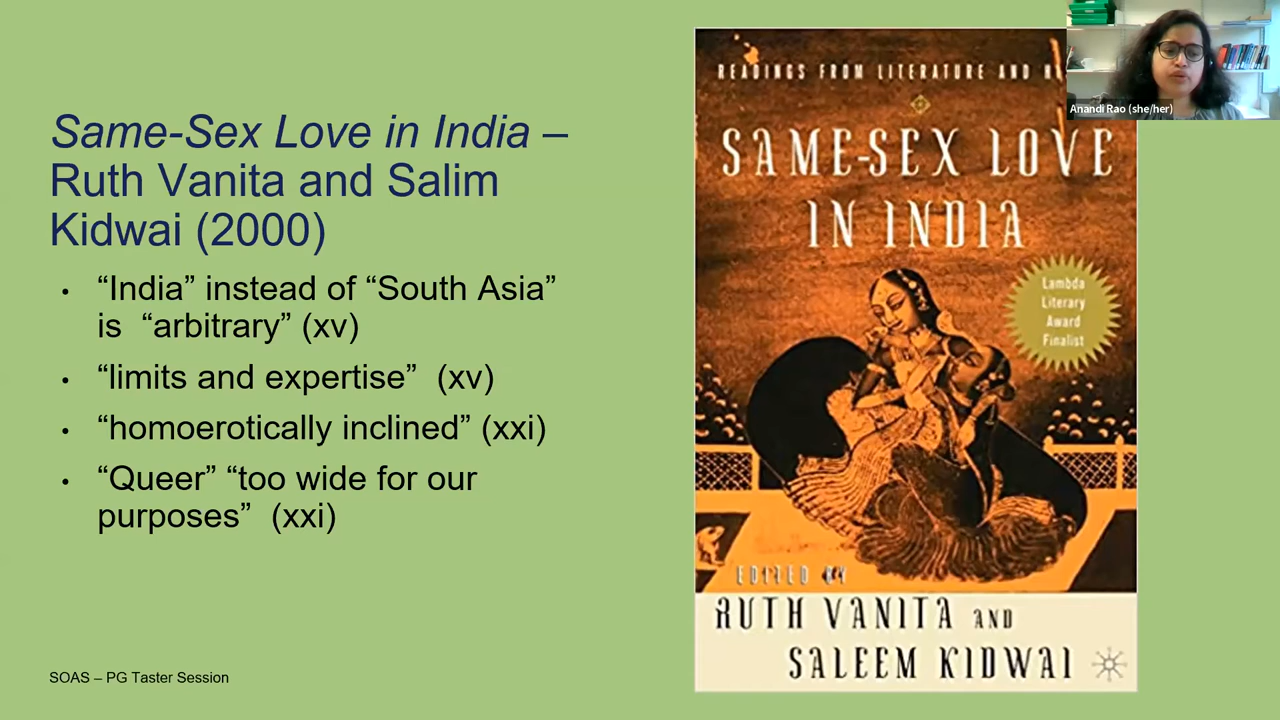 Same-Sex Love in India –
Ruth Vanita and Salim
Kidwai (2000)
• “India” instead of “South Asia”
is “arbitrary” (xv)
• “limits and expertise” (xv)
• “homoerotically inclined” (xxi)
• “Queer” “too wide for our
purposes” (xxi)
SOAS – PG Taster Session
READINGS FROM LITERATURE AND
SAME-SEX LOVE
IN INDIA
Lambda
Literary
Award
Finalist
EDITED BY
RUTH VANITA AND
SALEEM KIDWAI
Anandi Rao (she/her)